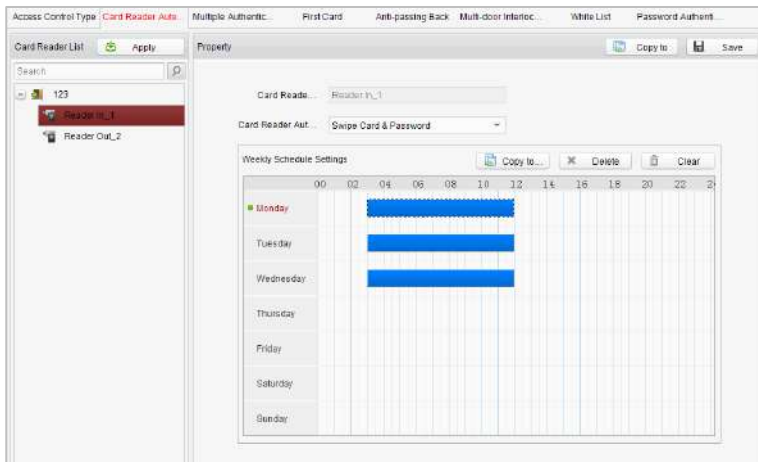 Access Control Type Card Reader Aute... Multiple Authentic... First Card Anti-passing Back Multi-door Interloc... White List Password Authenti...
Card Reader List Apply Property Copy to Save
Search
123
Reader In_1
Reader Out_2
Card Reade... Reader In_1
Card Reader Aut... Swipe Card & Password
Weekly Schedule Settings Copy to... Delete Clear
00 02 04 06 08 10 12 14 16 18 20 22 2
Monday
Tuesday
Wednesday
Thursday
Friday
Saturday
Sunday